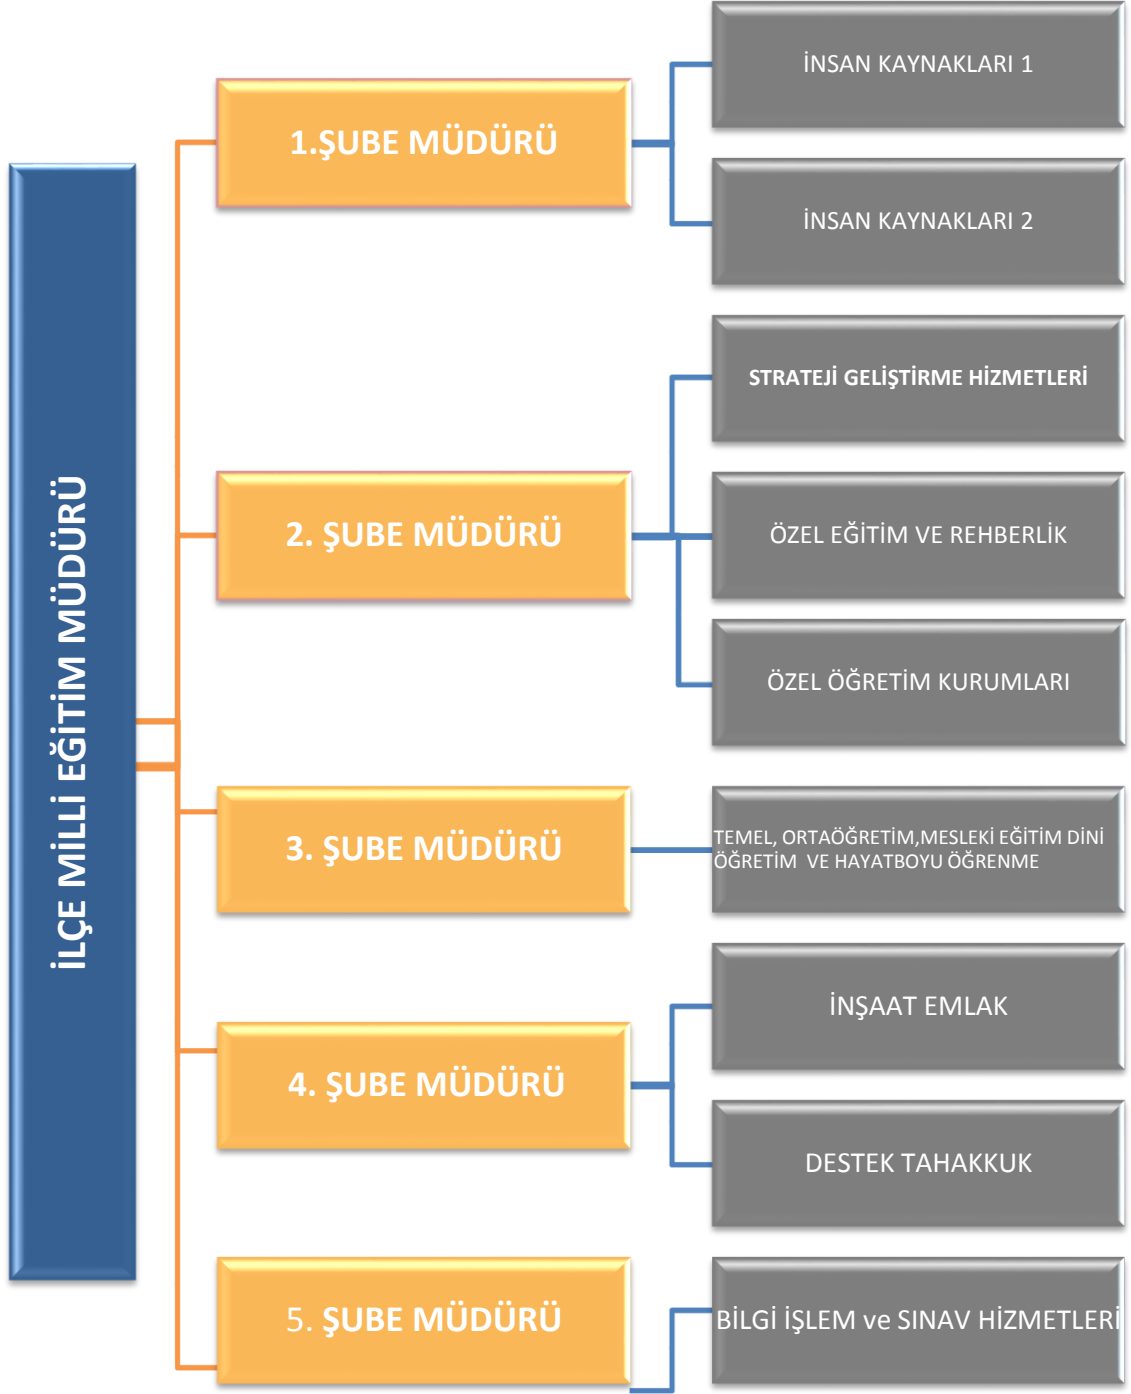 İLÇE MİLLİ EĞİTİM MÜDÜRÜ
1.ŞUBE MÜDÜRÜ
İNSAN KAYNAKLARI 1
İNSAN KAYNAKLARI 2
2. ŞUBE MÜDÜRÜ
STRATEJİ GELİŞTİRME HİZMETLERİ
ÖZEL EĞİTİM VE REHBERLİK
ÖZEL ÖĞRETİM KURUMLARI
3. ŞUBE MÜDÜRÜ
TEMEL, ORTAÖĞRETİM,MESLEKİ EĞİTİM DİNİ
ÖĞRETİM  VE HAYATBOYU ÖĞRENME
4. ŞUBE MÜDÜRÜ
İNŞAAT EMLAK
DESTEK TAHAKKUK
5. ŞUBE MÜDÜRÜ
BİLGİ İŞLEM ve SINAV HİZMETLERİ